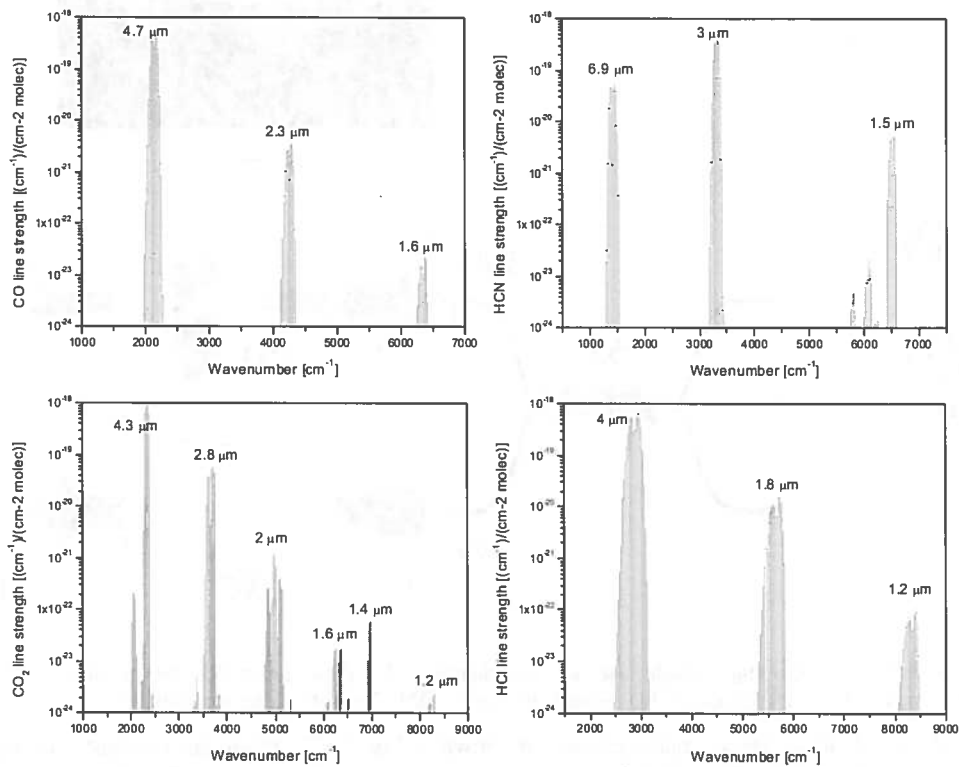 CO line strength [(cm⁻¹)/(cm-2 molec)]
10⁻¹⁸
10⁻¹⁹
10⁻²⁰
10⁻²¹
1x10⁻²²
10⁻²³
10⁻²⁴
4.7 μm
2.3 μm
1.6 μm
1000 2000 3000 4000 5000 6000 7000
Wavenumber [cm⁻¹]
HCN line strength [(cm⁻¹)/(cm-2 molec)]
10⁻¹⁸
10⁻¹⁹
10⁻²⁰
10⁻²¹
1x10⁻²²
10⁻²³
10⁻²⁴
6.9 μm
3 μm
1.5 μm
1000 2000 3000 4000 5000 6000 7000
Wavenumber [cm⁻¹]
CO₂ line strength [(cm⁻¹)/(cm-2 molec)]
10⁻¹⁸
10⁻¹⁹
10⁻²⁰
10⁻²¹
1x10⁻²²
10⁻²³
10⁻²⁴
4.3 μm
2.8 μm
2 μm
1.6 μm
1.4 μm
1.2 μm
1000 2000 3000 4000 5000 6000 7000 8000 9000
Wavenumber [cm⁻¹]
HCl line strength [(cm⁻¹)/(cm-2 molec)]
10⁻¹⁸
10⁻¹⁹
10⁻²⁰
10⁻²¹
1x10⁻²²
10⁻²³
10⁻²⁴
4 μm
1.8 μm
1.2 μm
2000 3000 4000 5000 6000 7000 8000 9000
Wavenumber [cm⁻¹]